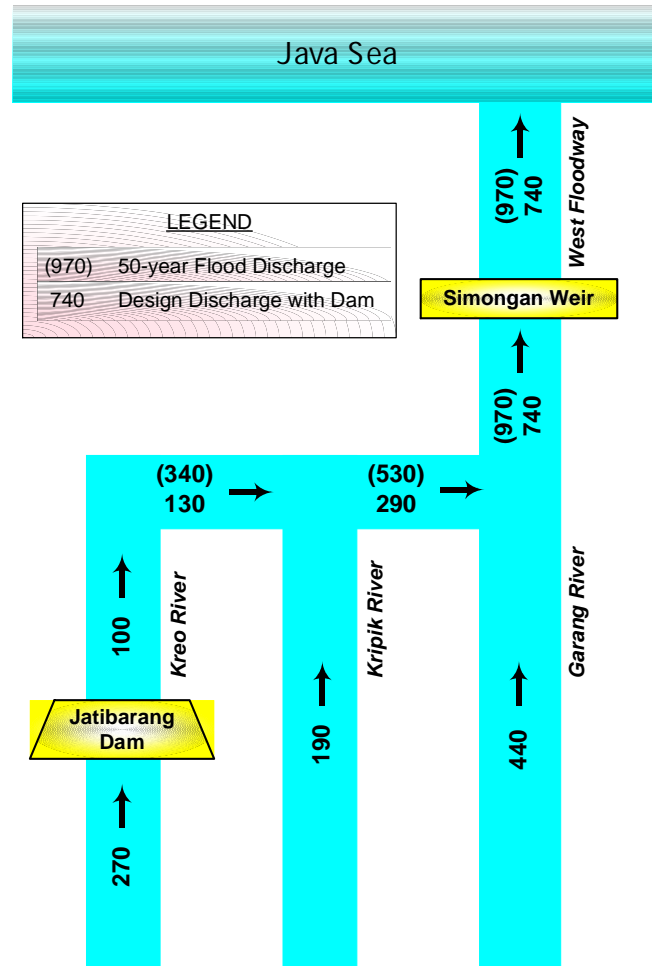 Java Sea
West Floodway
(970)
740
LEGEND
(970) 50-year Flood Discharge
740 Design Discharge with Dam
Simongan Weir
(970)
740
(340)
130
(530)
290
100
Kreo River
Kripik River
Garang River
Jatibarang
Dam
190
440
270